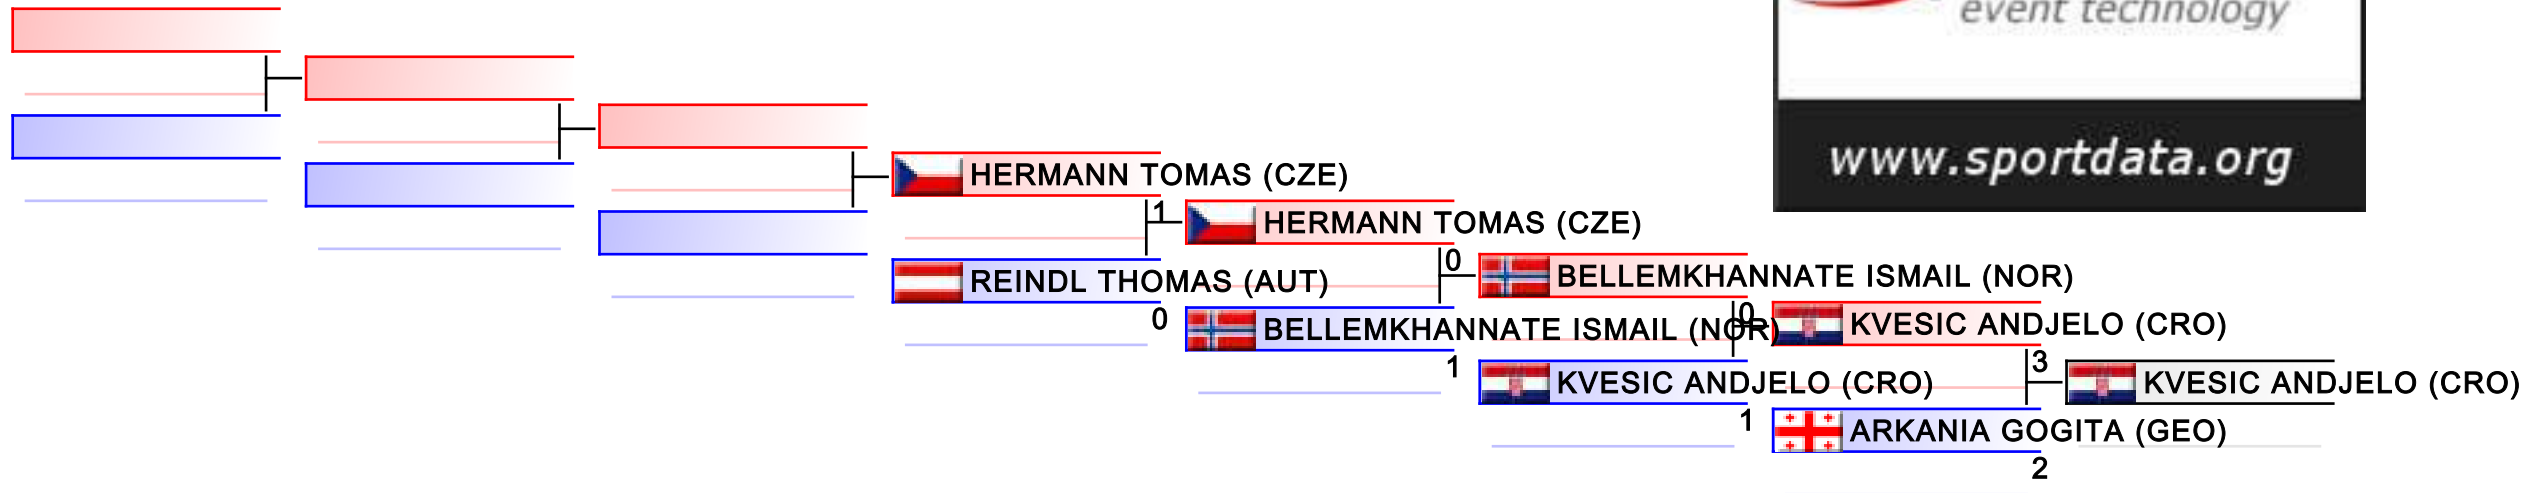 event technology
www.sportdata.org
HERMANN TOMAS (CZE)
1
HERMANN TOMAS (CZE)
0
REINDL THOMAS (AUT)
0
BELLEMKHANNATE ISMAIL (NOR)
0
BELLEMKHANNATE ISMAIL (NOR)
1
KVESIC ANDJELO (CRO)
3
KVESIC ANDJELO (CRO)
1
KVESIC ANDJELO (CRO)
ARKANIA GOGITA (GEO)
2